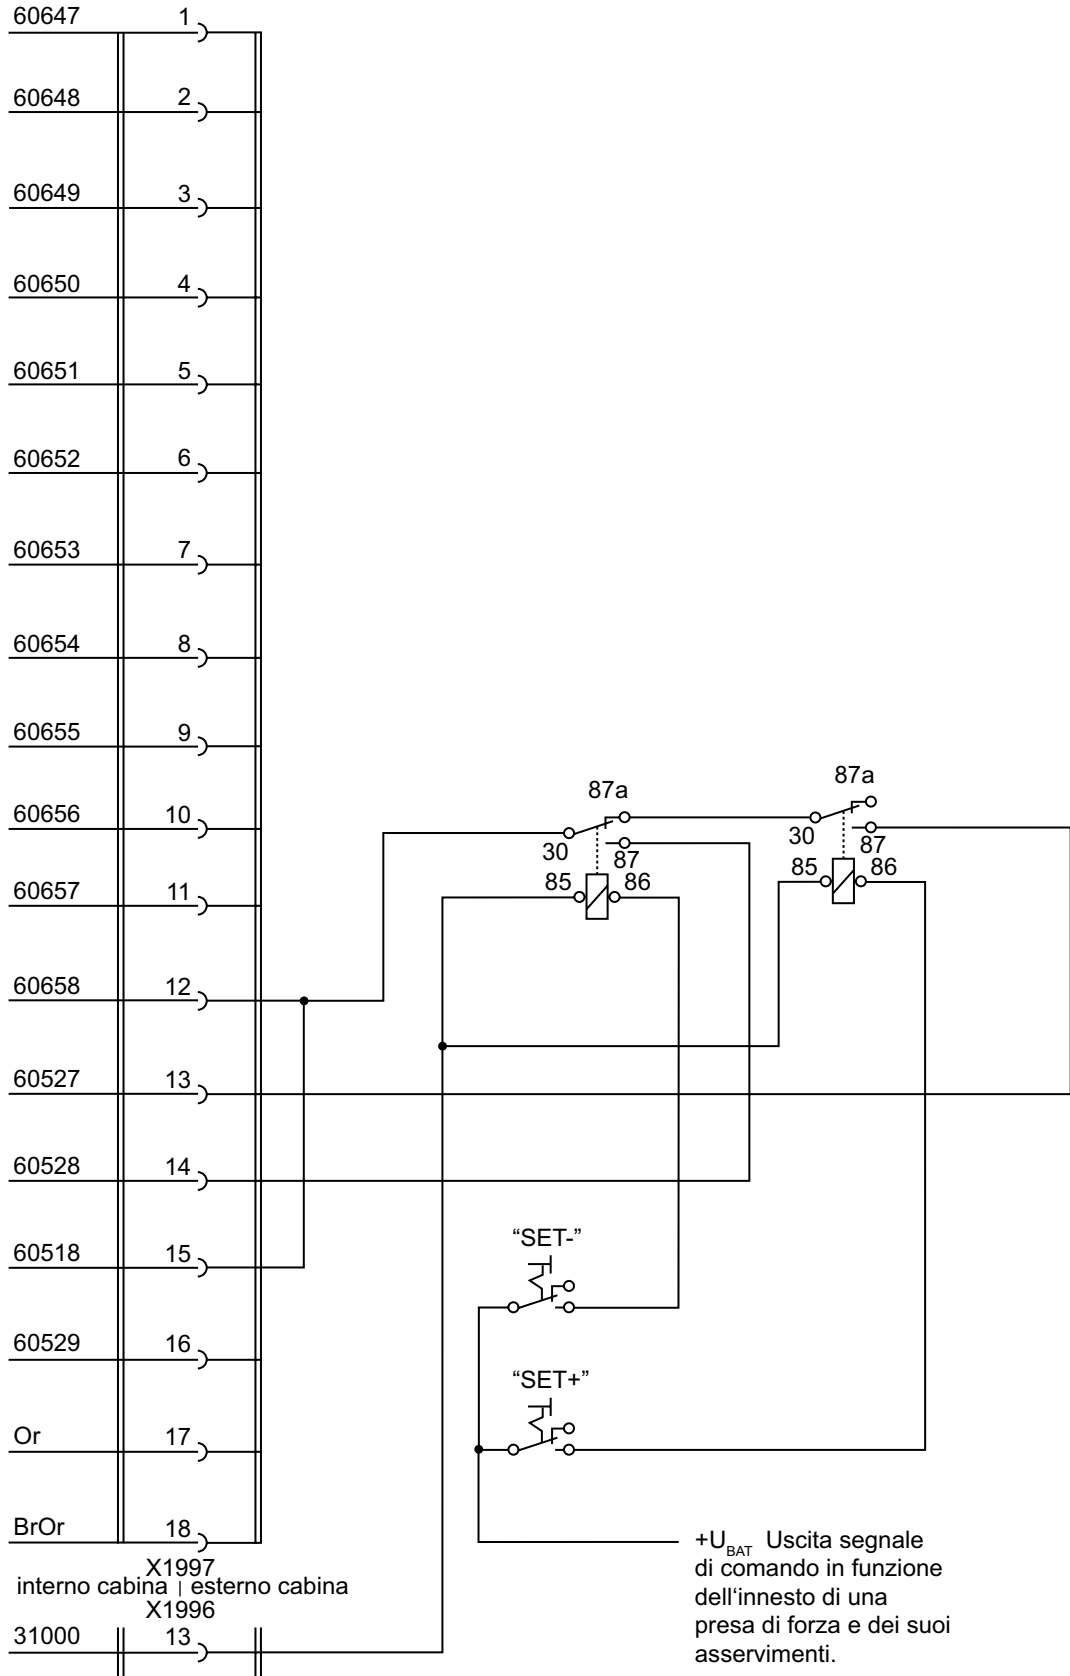 60647 1
60648 2
60649 3
60650 4
60651 5
60652 6
60653 7
60654 8
60655 9
87a
87a
60656 10
30
87
30
87
85
86
85
86
60657 11
60658 12
60527 13
60528 14
60518 15
“SET-”
60529 16
“SET+”
Or 17
BrOr 18
X1997
interno cabina | esterno cabina
X1996
31000 13
+UBAT Uscita segnale
di comando in funzione
dell‘innesto di una
presa di forza e dei suoi
asservimenti.